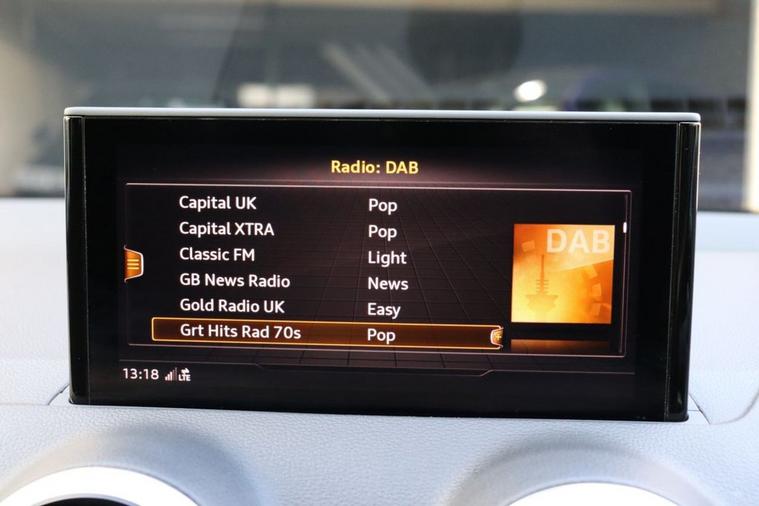 Radio: DAB
Capital UK Pop
Capital XTRA Pop
Classic FM Light
GB News Radio News
Gold Radio UK Easy
Grt Hits Rad 70s Pop
DAB
13:18 LTE